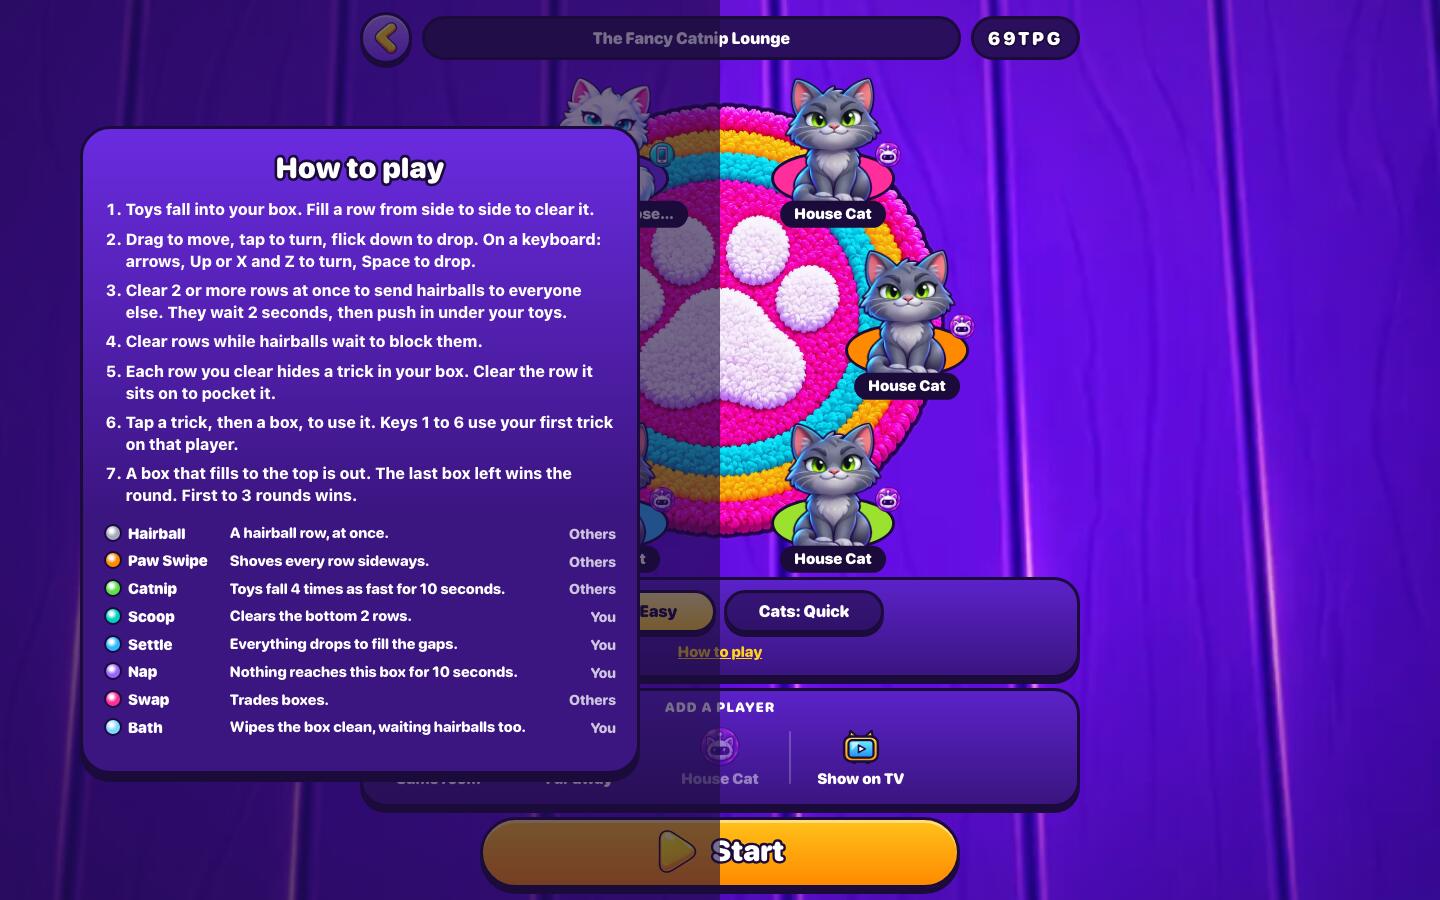 The Fancy Catnip Lounge
69TPG
How to play
1. Toys fall into your box. Fill a row from side to side to clear it.
2. Drag to move, tap to turn, flick down to drop. On a keyboard:
arrows, Up or X and Z to turn, Space to drop.
3. Clear 2 or more rows at once to send hairballs to everyone
else. They wait 2 seconds, then push in under your toys.
4. Clear rows while hairballs wait to block them.
5. Each row you clear hides a trick in your box. Clear the row it
sits on to pocket it.
6. Tap a trick, then a box, to use it. Keys 1 to 6 use your first trick
on that player.
7. A box that fills to the top is out. The last box left wins the
round. First to 3 rounds wins.
Hairball A hairball row, at once. Others
Paw Swipe Shoves every row sideways. Others
Catnip Toys fall 4 times as fast for 10 seconds. Others
Scoop Clears the bottom 2 rows. You
Settle Everything drops to fill the gaps. You
Nap Nothing reaches this box for 10 seconds. You
Swap Trades boxes. Others
Bath Wipes the box clean, waiting hairballs too. You
House Cat
House Cat
House Cat
Easy
Cats: Quick
How to play
ADD A PLAYER
House Cat
Show on TV
Start